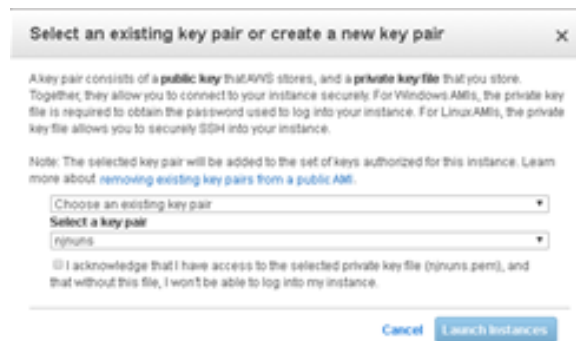 Select an existing key pair or create a new key pair
×
A key pair consists of a public key that AWS stores, and a private key file that you store.
Together, they allow you to connect to your instance securely. For Windows AMIs, the private key
file is required to obtain the password used to log into your instance. For Linux AMIs, the private
key file allows you to securely SSH into your instance.
Note: The selected key pair will be added to the set of keys authorized for this instance. Learn
more about removing existing key pairs from a public AMI.
Choose an existing key pair
Select a key pair
njnuns
I acknowledge that I have access to the selected private key file (njnuns.pem), and
that without this file, I won't be able to log into my instance.
Cancel Launch Instances